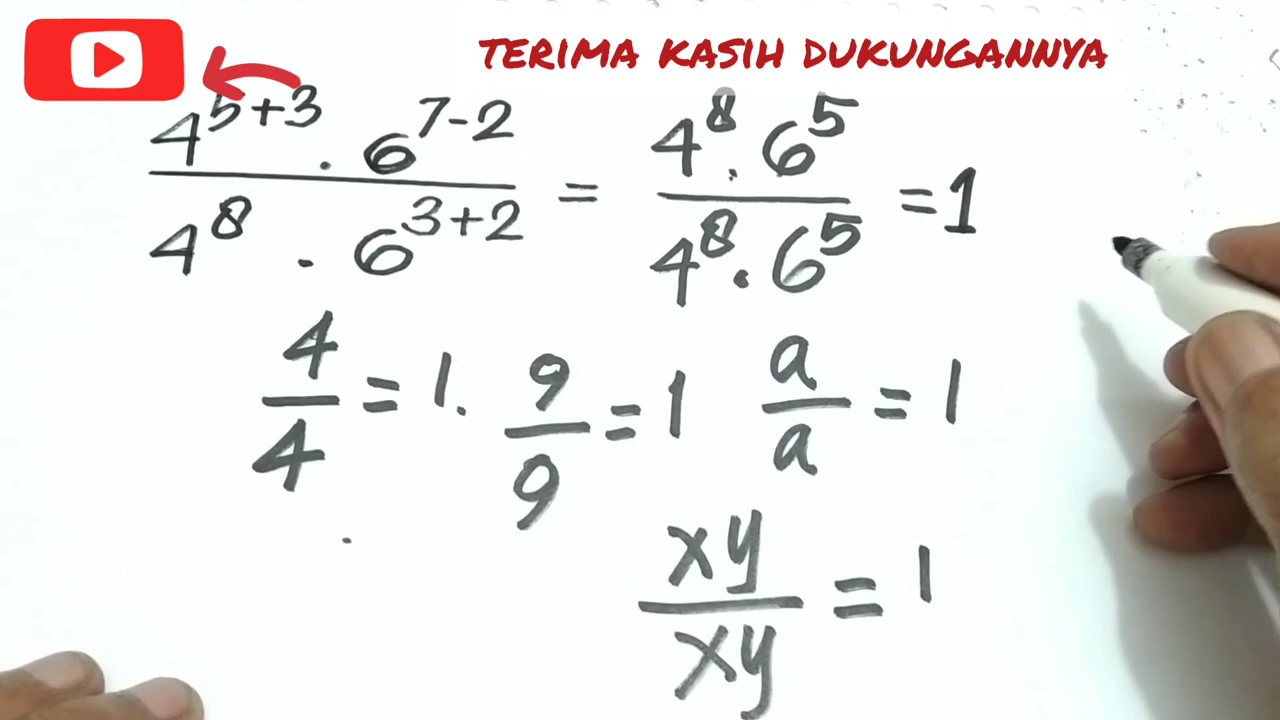 TERIMA KASIH DUKUNGANNYA
4^{5+3} . 6^{7-2} / 4^8 . 6^{3+2} = 4^8 . 6^5 / 4^8 . 6^5 = 1
4/4 = 1. 9/9 = 1 a/a = 1
xy/xy = 1